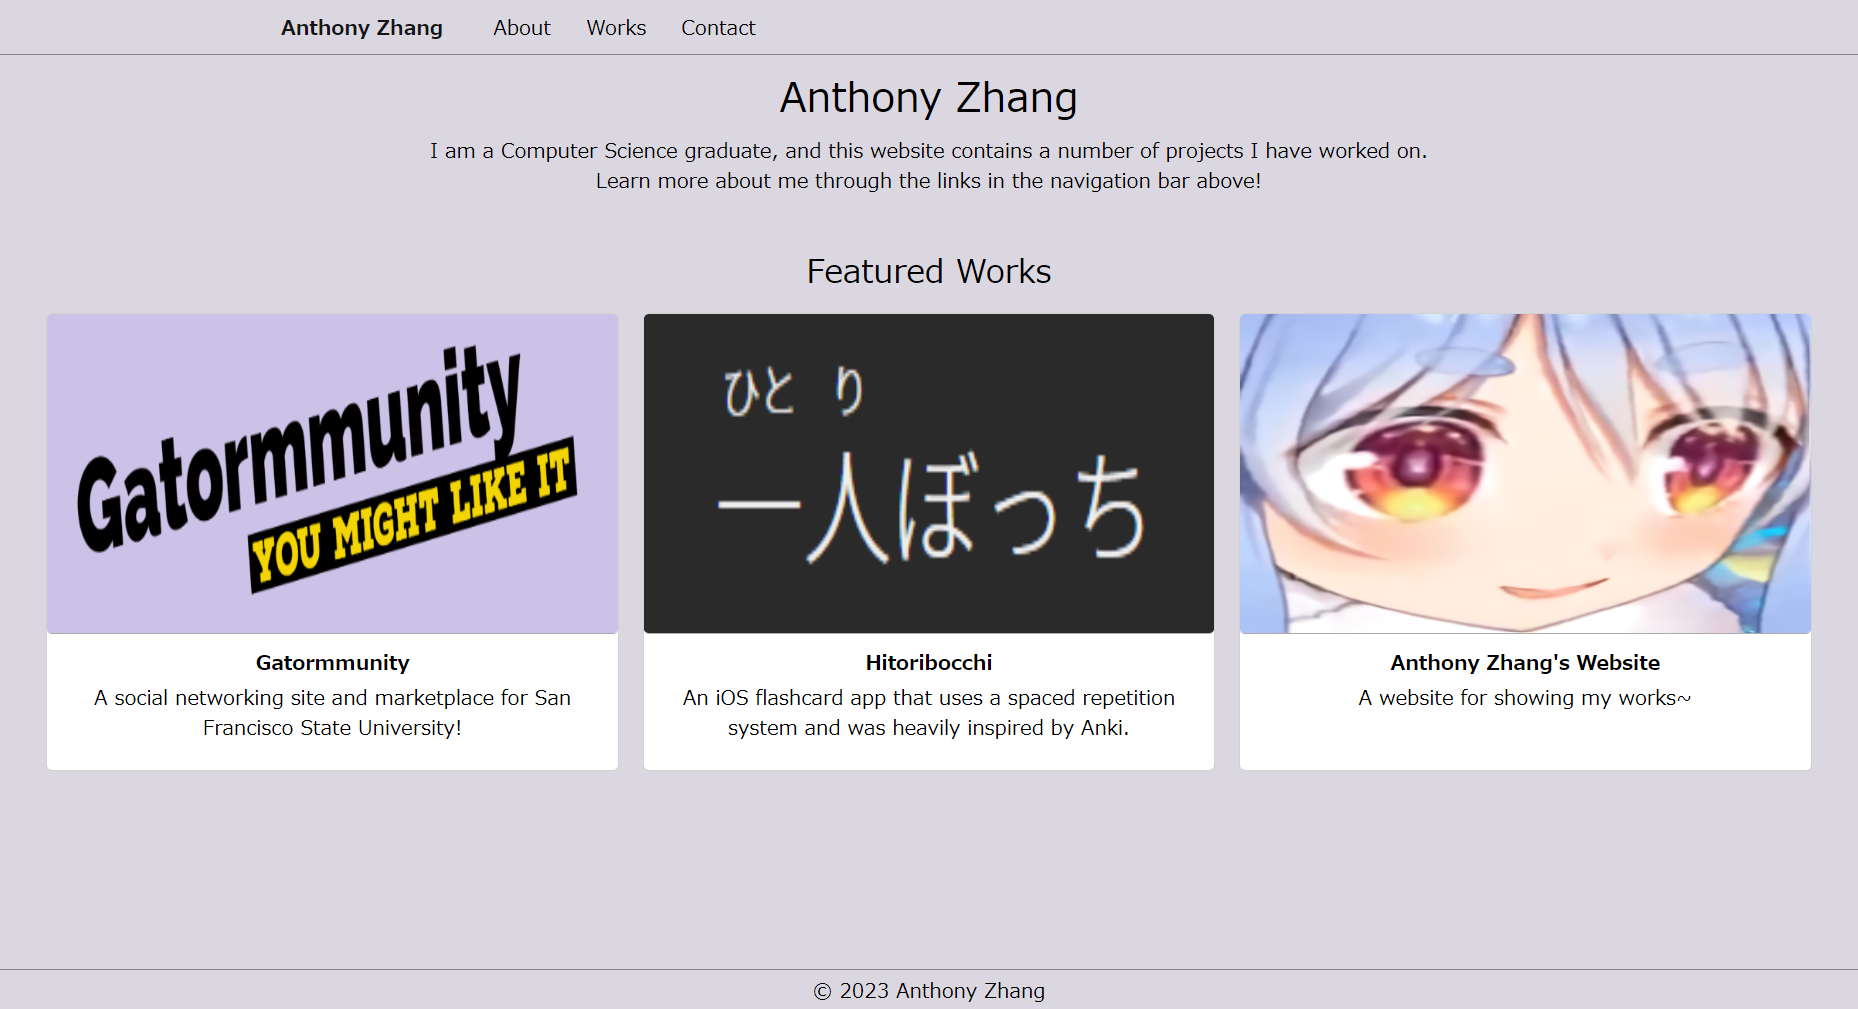 Anthony Zhang About Works Contact
Anthony Zhang
I am a Computer Science graduate, and this website contains a number of projects I have worked on.
Learn more about me through the links in the navigation bar above!
Featured Works
Gatormmunity
YOU MIGHT LIKE IT
Gatormmunity
A social networking site and marketplace for San
Francisco State University!
ひと り
一人ぼっち
Hitoribocchi
An iOS flashcard app that uses a spaced repetition
system and was heavily inspired by Anki.
Anthony Zhang's Website
A website for showing my works~
© 2023 Anthony Zhang